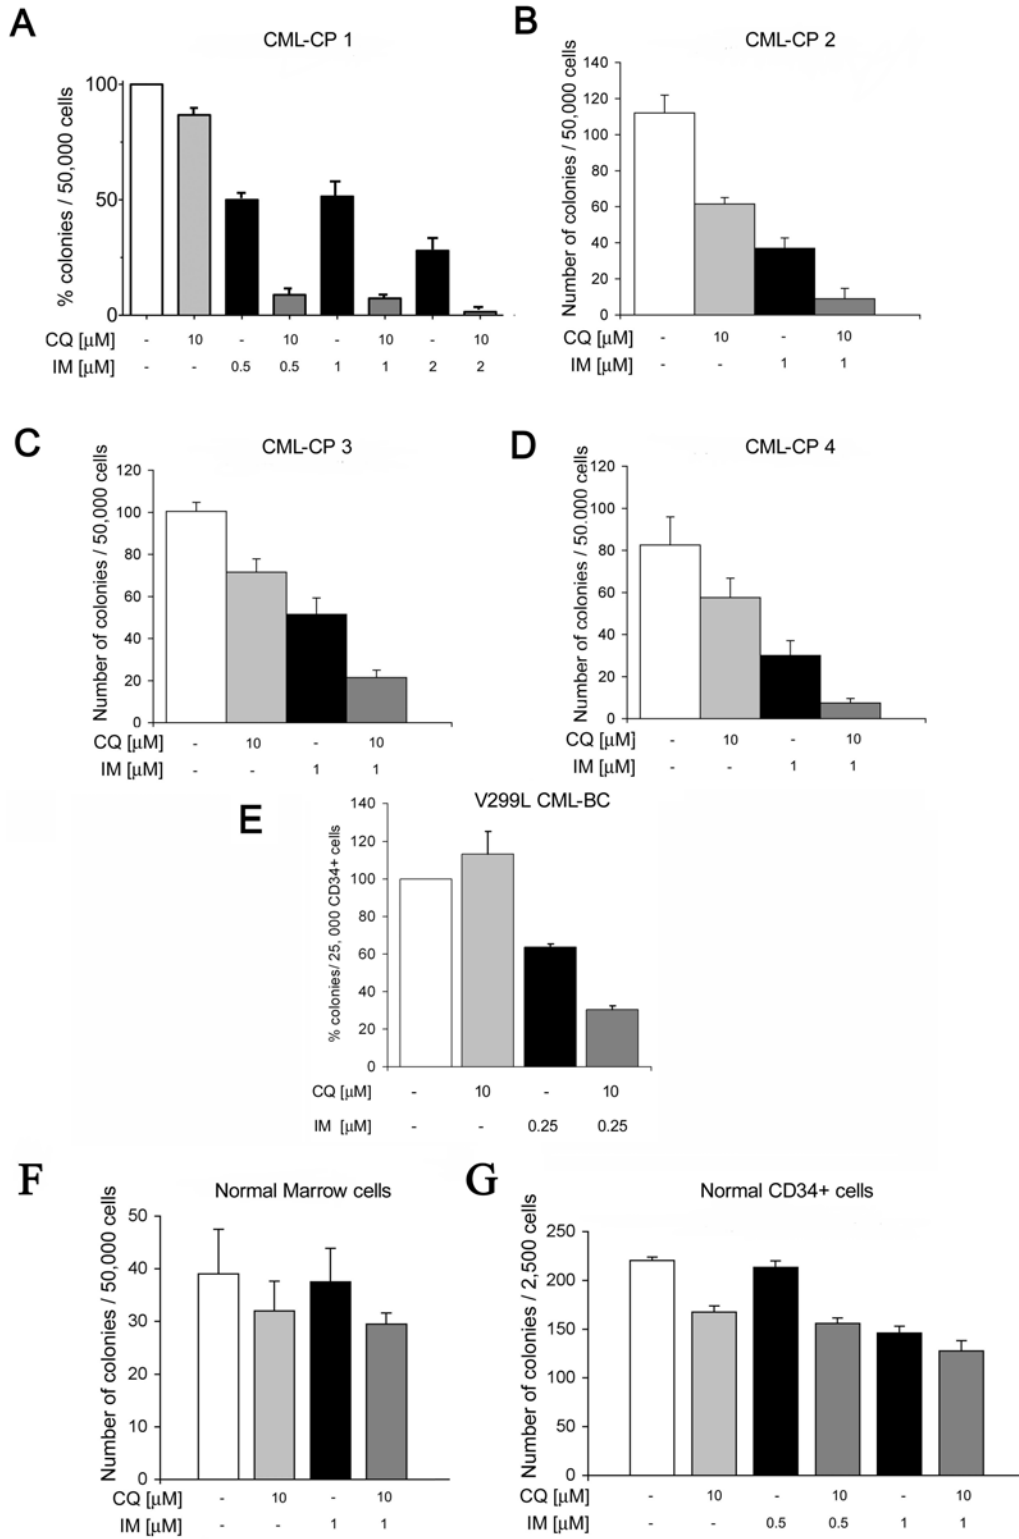 A
CML-CP 1
% colonies / 50,000 cells
100
50
0
CQ [μM] - 10 - 10 - 10 - 10
IM [μM] - - 0.5 0.5 1 1 2 2
B
CML-CP 2
Number of colonies / 50,000 cells
140
120
100
80
60
40
20
0
CQ [μM] - 10 - 10
IM [μM] - - 1 1
C
CML-CP 3
Number of colonies / 50,000 cells
120
100
80
60
40
20
0
CQ [μM] - 10 - 10
IM [μM] - - 1 1
D
CML-CP 4
Number of colonies / 50.000 cells
120
100
80
60
40
20
0
CQ [μM] - 10 - 10
IM [μM] - - 1 1
E
V299L CML-BC
% colonies/ 25, 000 CD34+ cells
140
120
100
80
60
40
20
0
CQ [μM] - 10 - 10
IM [μM] - - 0.25 0.25
F
Normal Marrow cells
Number of colonies / 50,000 cells
50
40
30
20
10
0
CQ [μM] - 10 - 10
IM [μM] - - 1 1
G
Normal CD34+ cells
Number of colonies / 2,500 cells
250
200
150
100
50
0
CQ [μM] - 10 - 10 - 10
IM [μM] - - 0.5 0.5 1 1